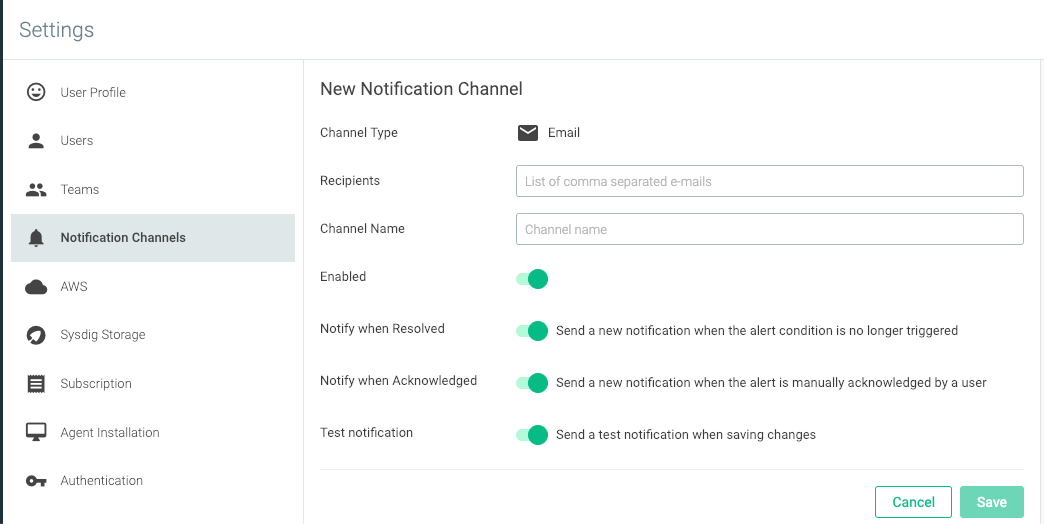 Settings
User Profile
Users
Teams
Notification Channels
AWS
Sysdig Storage
Subscription
Agent Installation
Authentication
New Notification Channel
Channel Type Email
Recipients List of comma separated e-mails
Channel Name Channel name
Enabled
Notify when Resolved Send a new notification when the alert condition is no longer triggered
Notify when Acknowledged Send a new notification when the alert is manually acknowledged by a user
Test notification Send a test notification when saving changes
Cancel Save